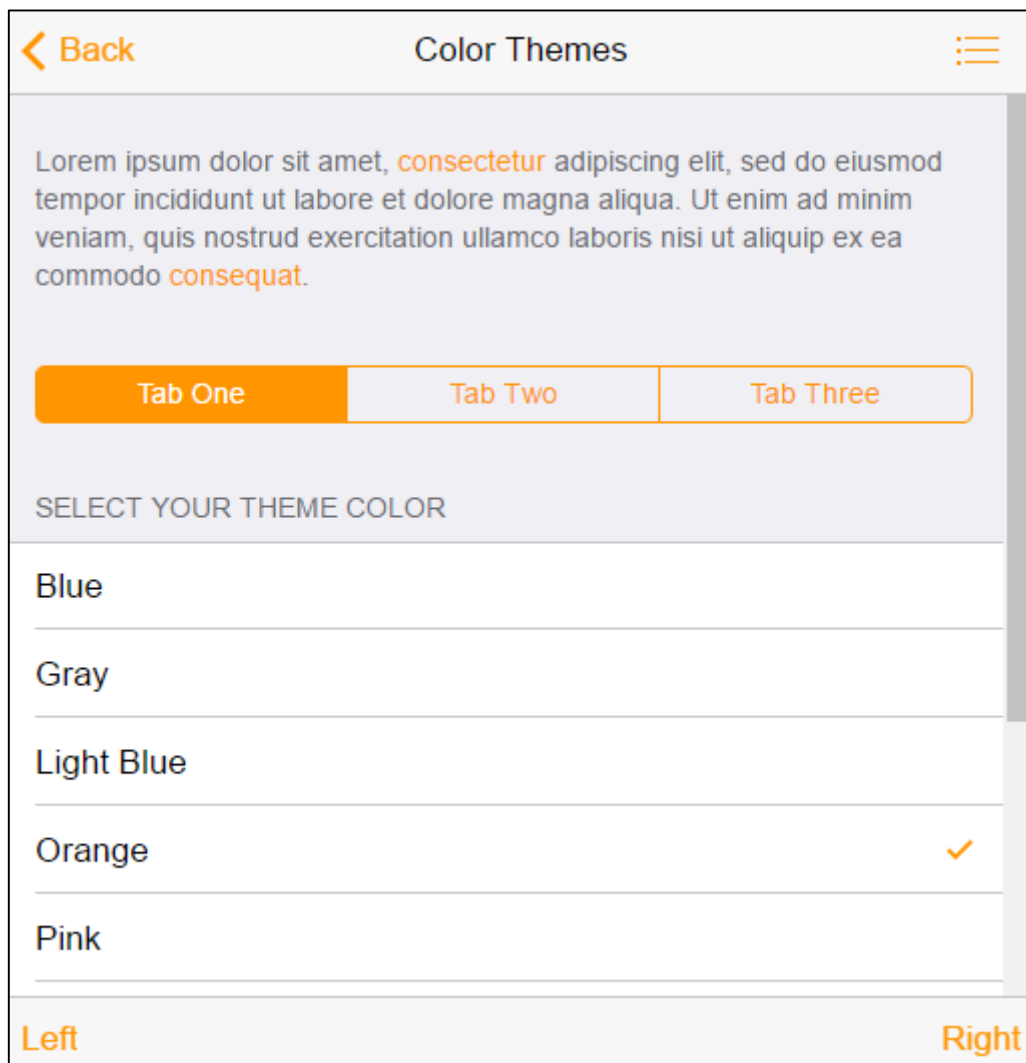 Back
Color Themes
Lorem ipsum dolor sit amet, consectetur adipiscing elit, sed do eiusmod
tempor incididunt ut labore et dolore magna aliqua. Ut enim ad minim
veniam, quis nostrud exercitation ullamco laboris nisi ut aliquip ex ea
commodo consequat.
Tab One
Tab Two
Tab Three
SELECT YOUR THEME COLOR
Blue
Gray
Light Blue
Orange
Pink
Left
Right